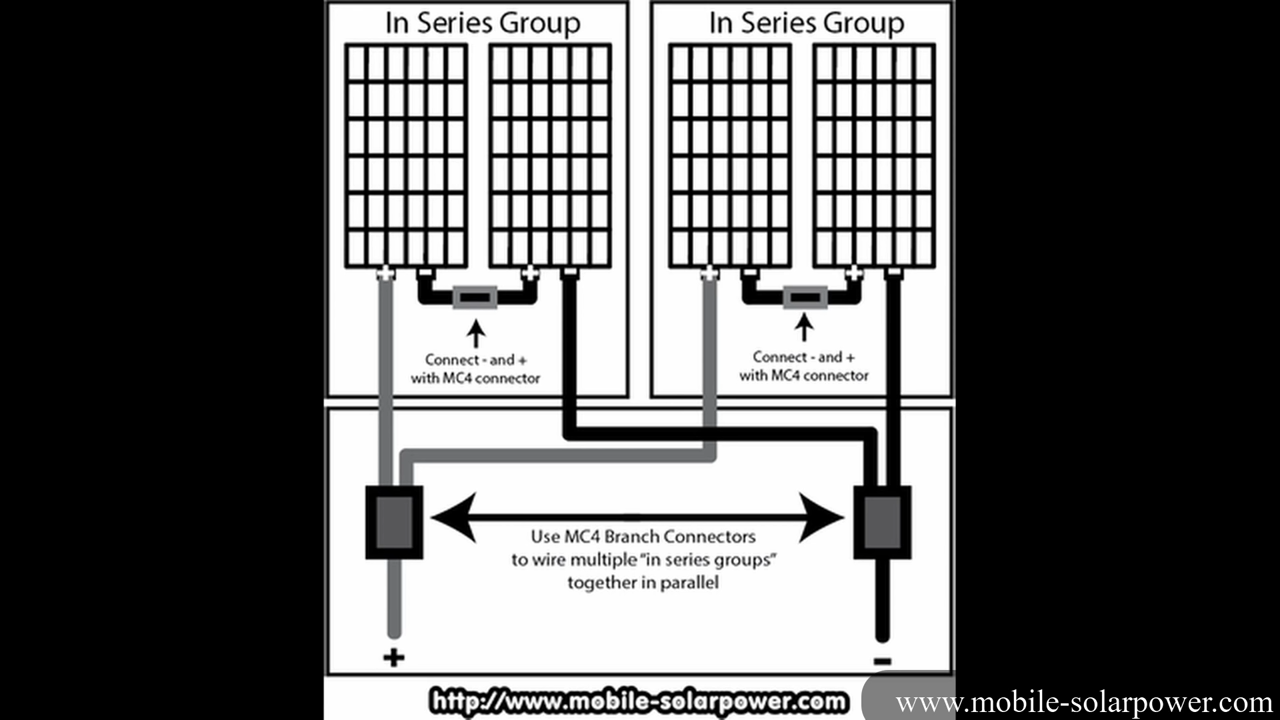 In Series Group
In Series Group
+ - + -
+ - + -
Connect - and +
with MC4 connector
Connect - and +
with MC4 connector
Use MC4 Branch Connectors
to wire multiple “in series groups”
together in parallel
+
-
http://www.mobile-solarpower.com
www.mobile-solarpower.com